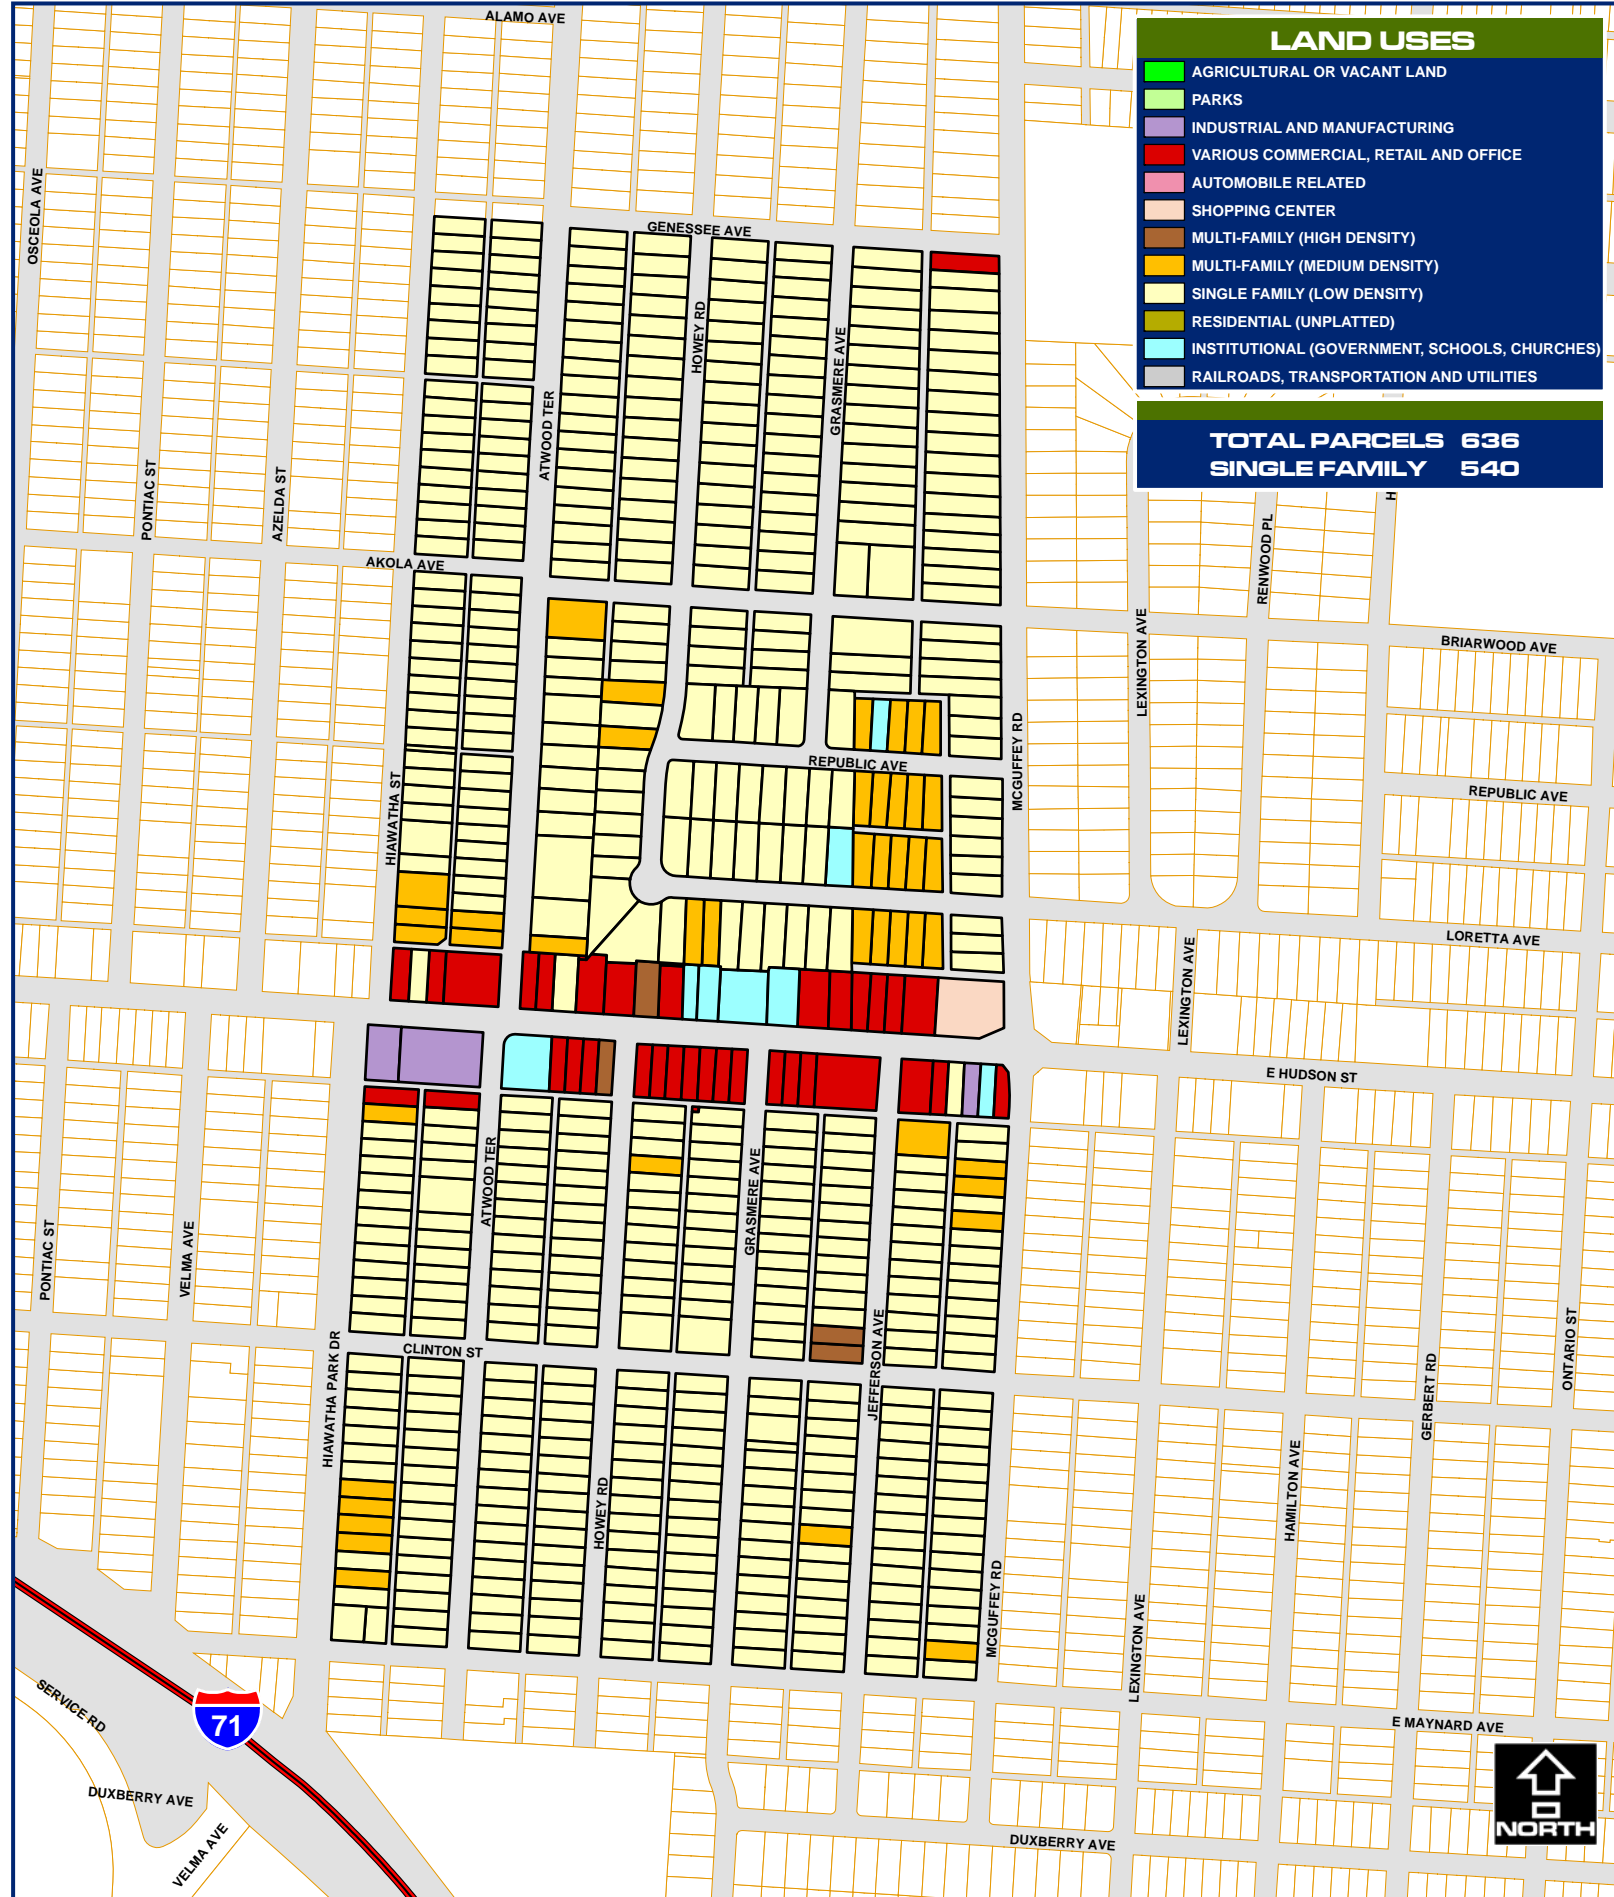 ALAMO AVE
LAND USES
AGRICULTURAL OR VACANT LAND
PARKS
INDUSTRIAL AND MANUFACTURING
VARIOUS COMMERCIAL, RETAIL AND OFFICE
AUTOMOBILE RELATED
SHOPPING CENTER
MULTI-FAMILY (HIGH DENSITY)
MULTI-FAMILY (MEDIUM DENSITY)
SINGLE FAMILY (LOW DENSITY)
RESIDENTIAL (UNPLATTED)
INSTITUTIONAL (GOVERNMENT, SCHOOLS, CHURCHES)
RAILROADS, TRANSPORTATION AND UTILITIES
TOTAL PARCELS 636
SINGLE FAMILY 540
OSCEOLA AVE
GENESSEE AVE
HOWEY RD
GRASMERE AVE
ATWOOD TER
PONTIAC ST
AZELDA ST
H
RENWOOD PL
AKOLA AVE
LEXINGTON AVE
BRIARWOOD AVE
MCGUFFEY RD
REPUBLIC AVE
REPUBLIC AVE
HIAWATHA ST
LORETTA AVE
LEXINGTON AVE
E HUDSON ST
ATWOOD TER
GRASMERE AVE
PONTIAC ST
VELMA AVE
CLINTON ST
HIAWATHA PARK DR
JEFFERSON AVE
ONTARIO ST
GERBERT RD
HAMILTON AVE
HOWEY RD
MCGUFFEY RD
LEXINGTON AVE
SERVICE RD
71
E MAYNARD AVE
DUXBERRY AVE
VELMA AVE
DUXBERRY AVE
NORTH